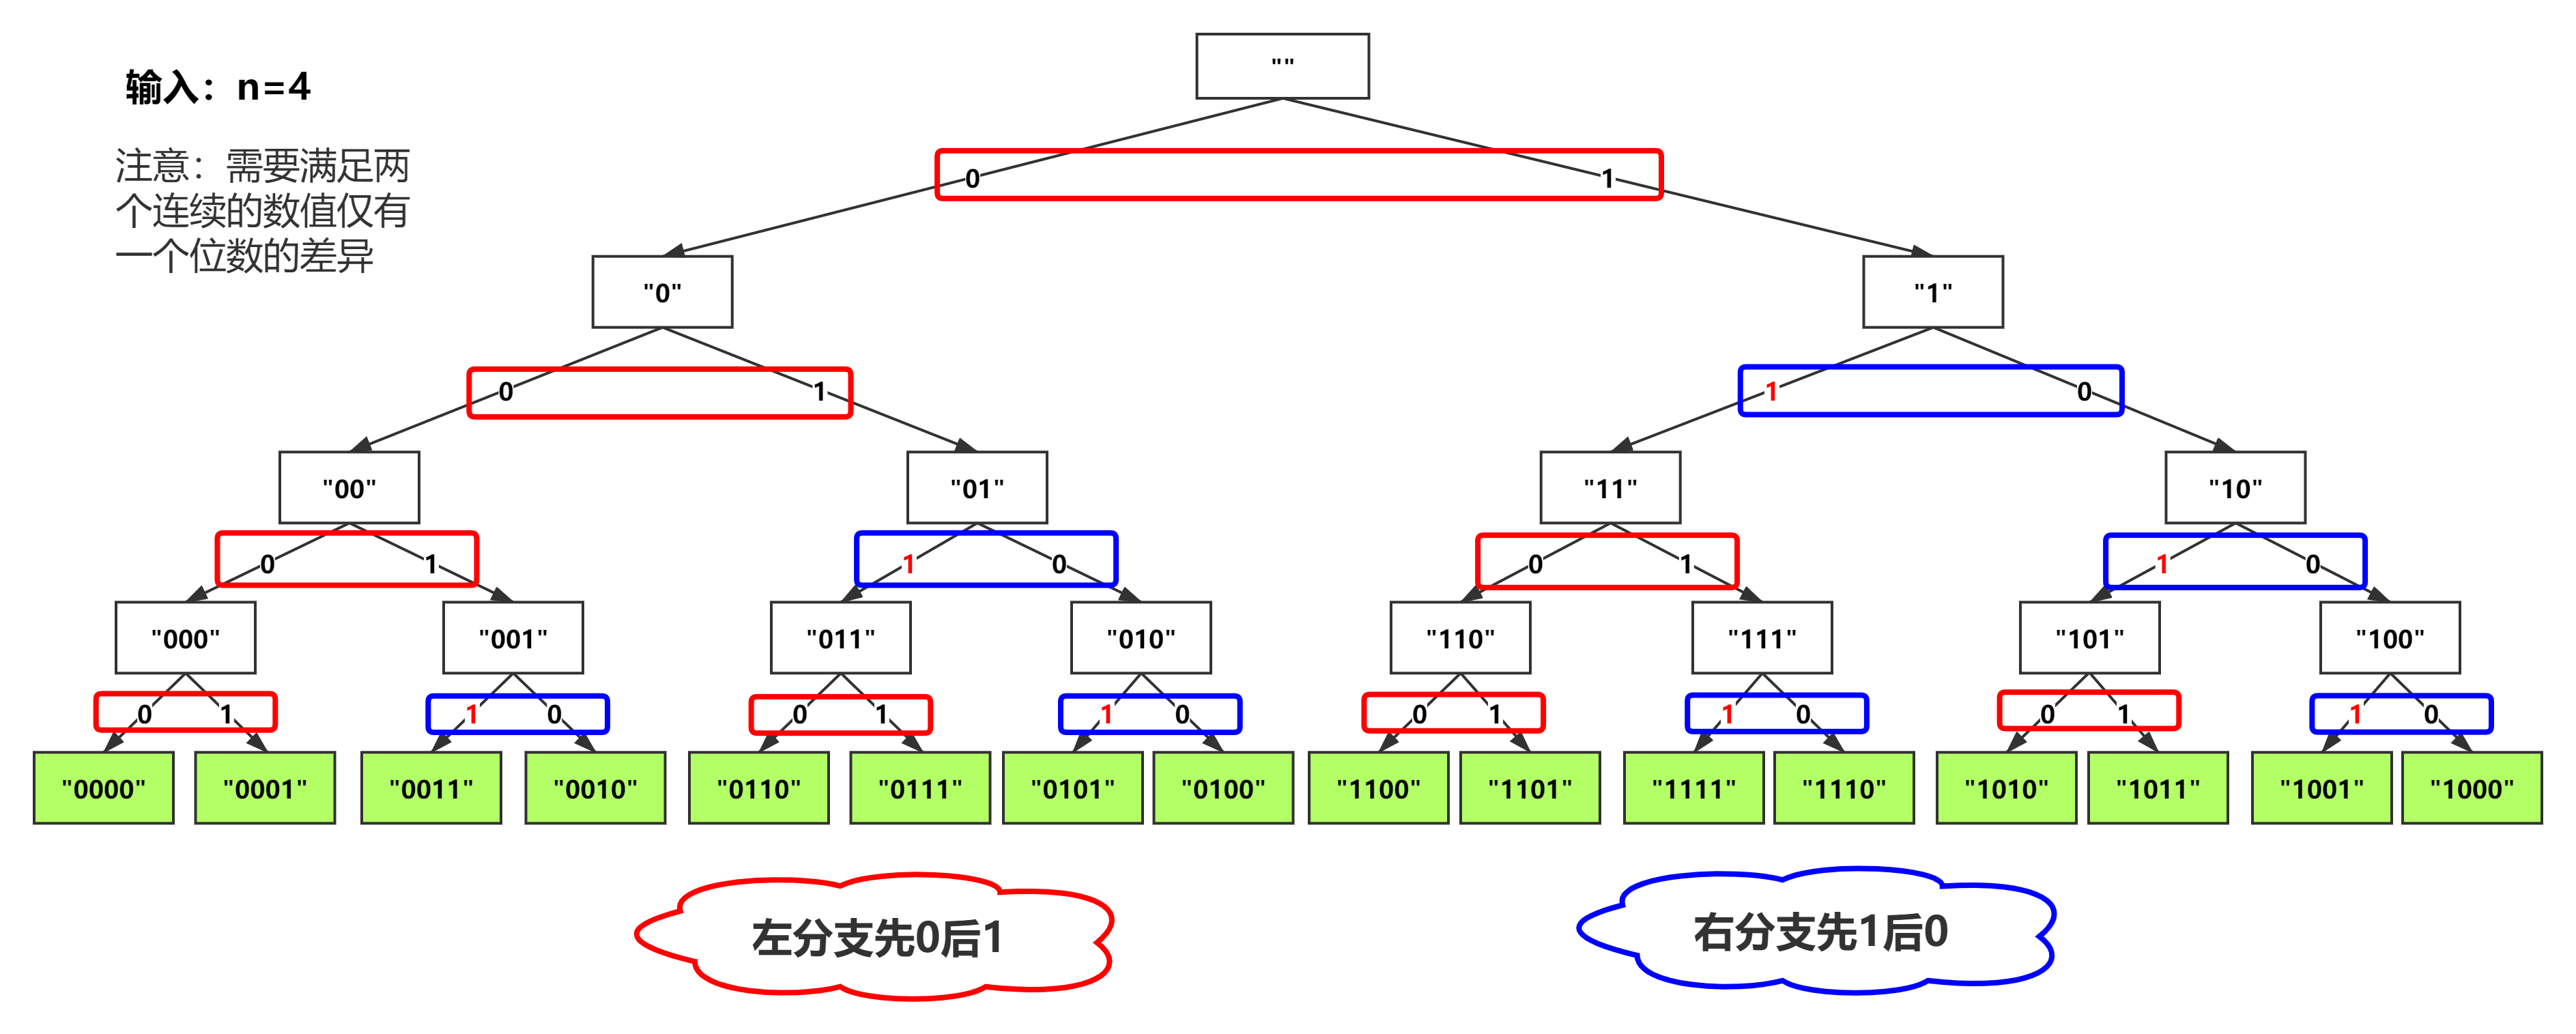 输入：n=4
注意：需要满足两
个连续的数值仅有
一个位数的差异
""
0 1
"0" "1"
0 1 1 0
"00" "01" "11" "10"
0 1 1 0 0 1 1 0
"000" "001" "011" "010" "110" "111" "101" "100"
0 1 1 0 0 1 1 0 0 1 1 0 0 1 1 0
"0000" "0001" "0011" "0010" "0110" "0111" "0101" "0100" "1100" "1101" "1111" "1110" "1010" "1011" "1001" "1000"
左分支先0后1
右分支先1后0